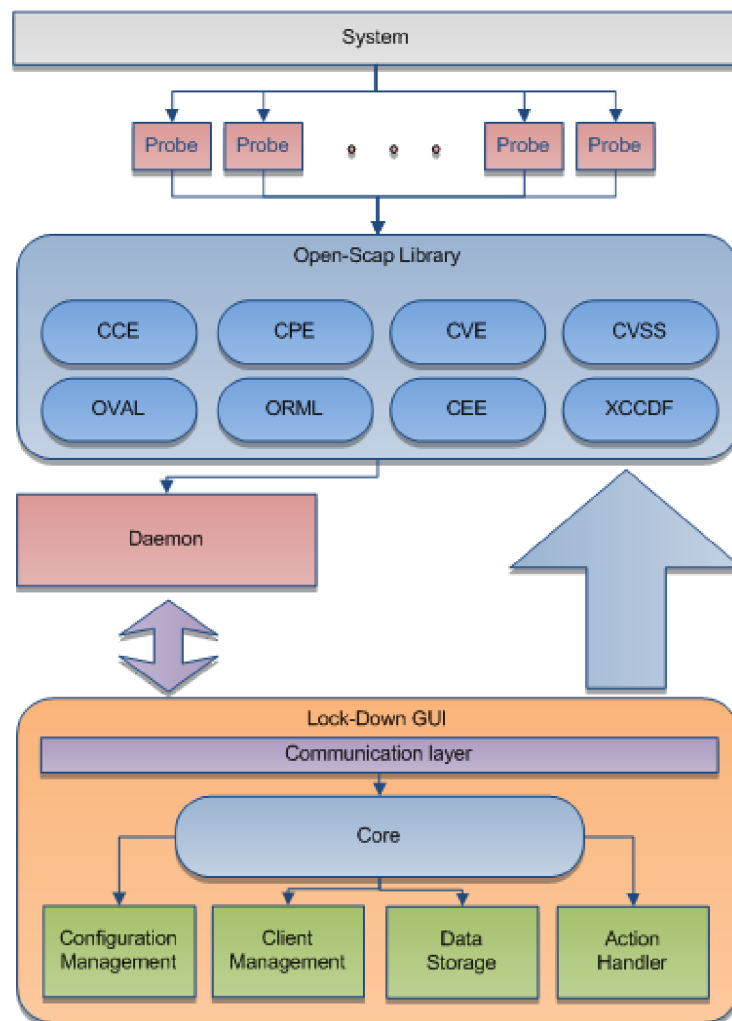 System
Probe
Probe
Probe
Probe
Open-Scap Library
CCE
CPE
CVE
CVSS
OVAL
ORML
CEE
XCCDF
Daemon
Lock-Down GUI
Communication layer
Core
Configuration
Management
Client
Management
Data
Storage
Action
Handler